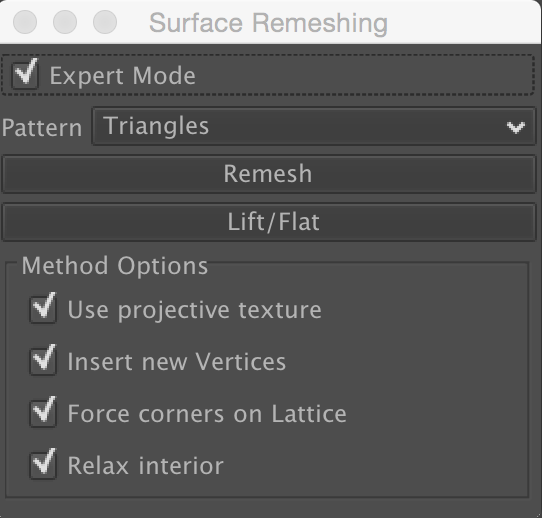 Surface Remeshing
Expert Mode
Pattern Triangles
Remesh
Lift/Flat
Method Options
Use projective texture
Insert new Vertices
Force corners on Lattice
Relax interior